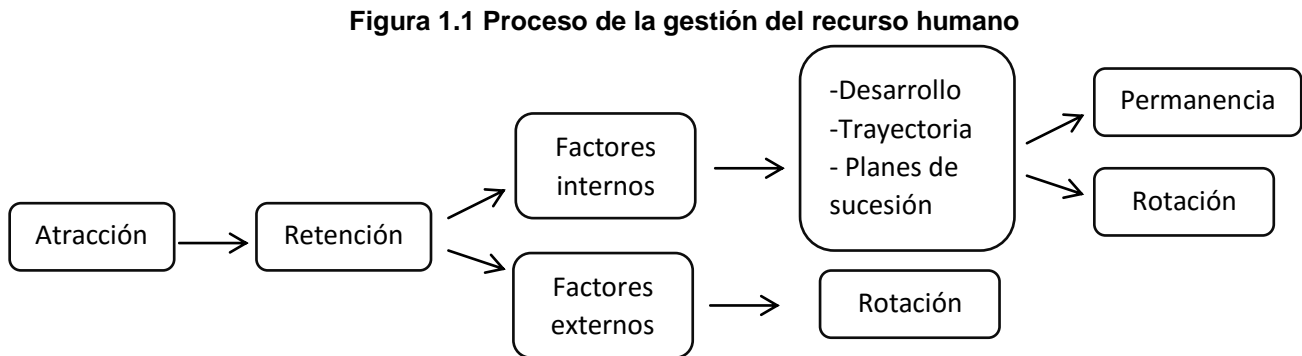 Figura 1.1 Proceso de la gestión del recurso humano
Atracción
Retención
Factores
internos
Factores
externos
-Desarrollo
-Trayectoria
- Planes de
sucesión
Rotación
Permanencia
Rotación